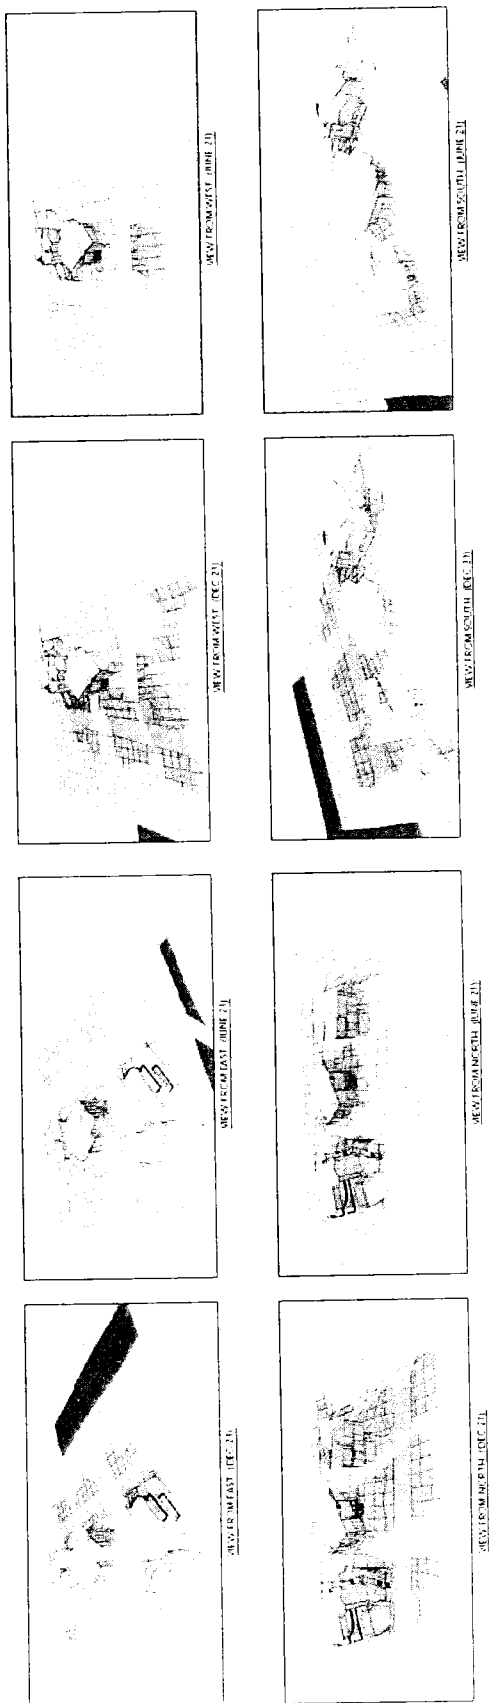 VIEW FROM EAST (DEC 21)
VIEW FROM EAST (JUNE 21)
VIEW FROM WEST (DEC 21)
VIEW FROM WEST (JUNE 21)
VIEW FROM NORTH (DEC 21)
VIEW FROM NORTH (JUNE 21)
VIEW FROM SOUTH (DEC 21)
VIEW FROM SOUTH (JUNE 21)